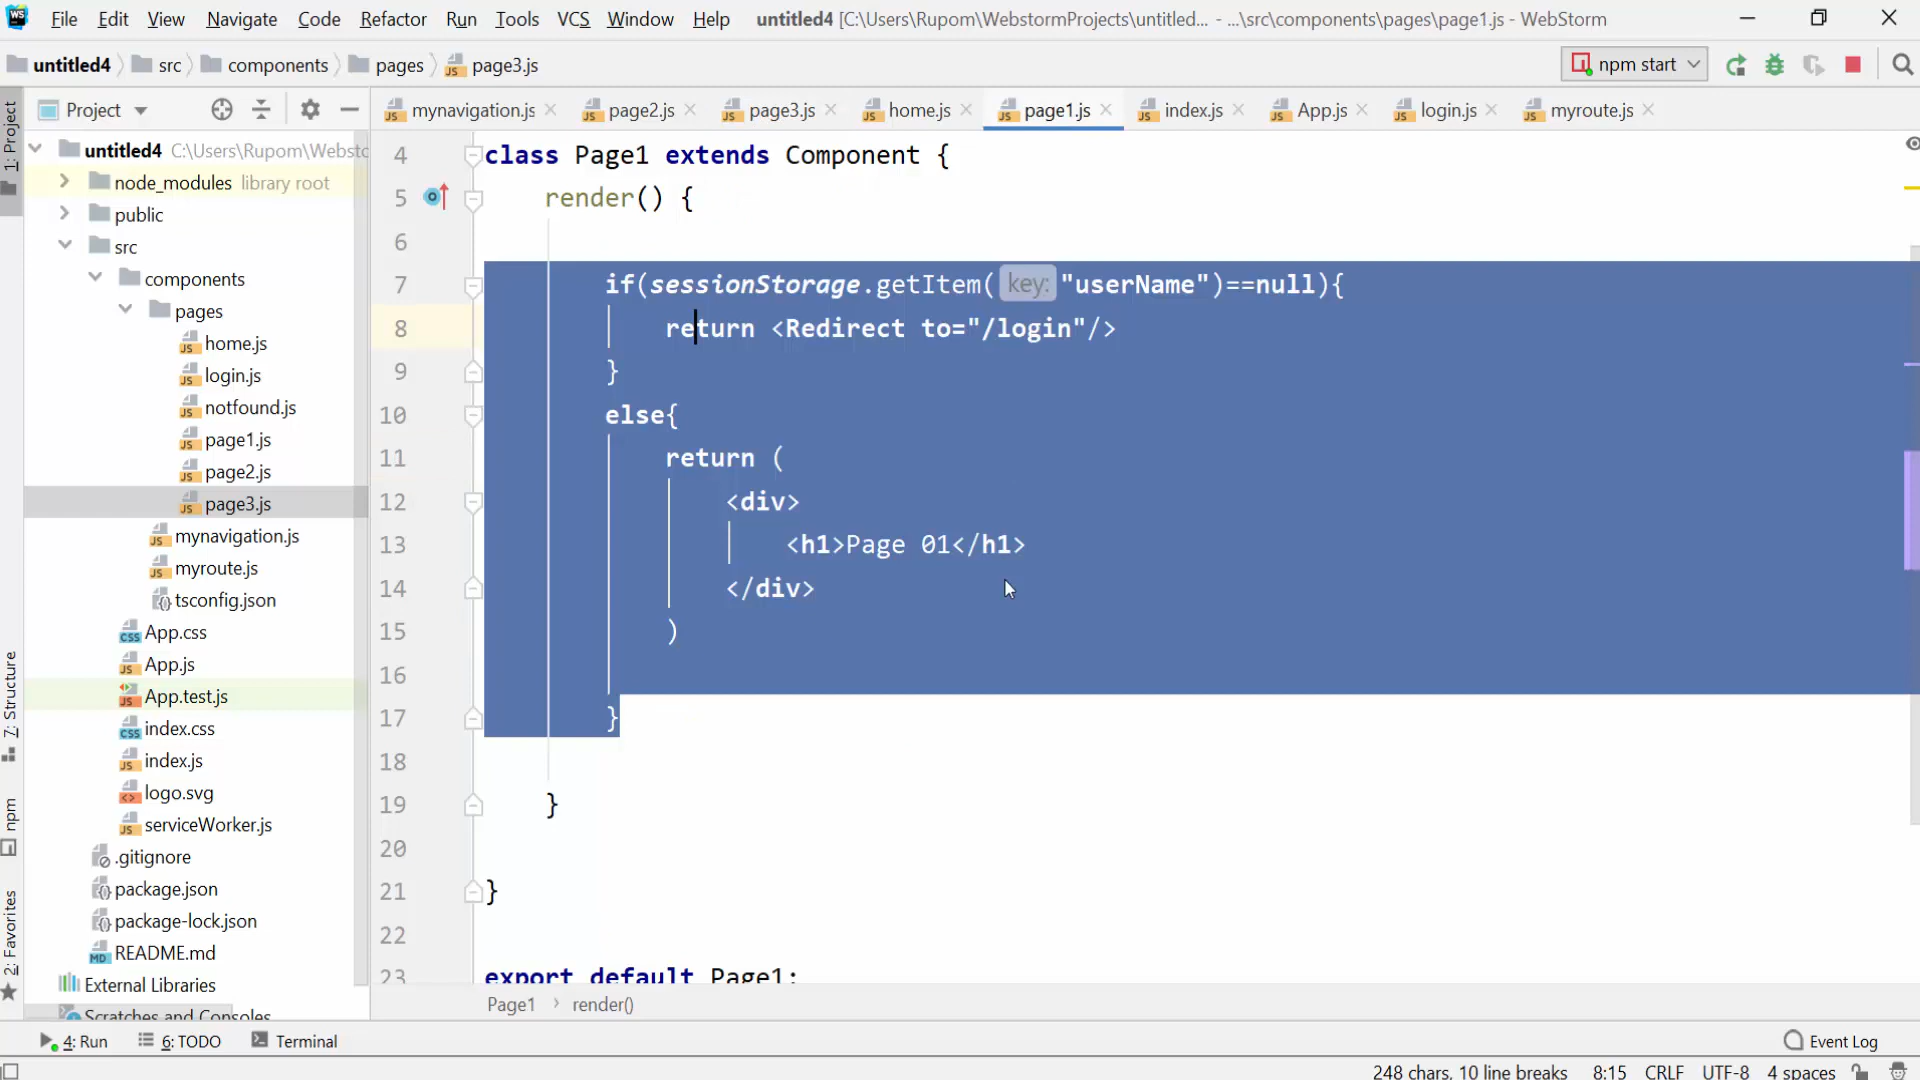 WS File Edit View Navigate Code Refactor Run Tools VCS Window Help untitled4 [C:\Users\Rupom\WebstormProjects\untitled... - ...\src\components\pages\page1.js - WebStorm
untitled4 src components pages page3.js npm start
Project mynavigation.js page2.js page3.js home.js page1.js index.js App.js login.js myroute.js
1: Project
7: Structure
npm
2: Favorites
untitled4 C:\Users\Rupom\Websto
node_modules library root
public
src
components
pages
home.js
login.js
notfound.js
page1.js
page2.js
page3.js
mynavigation.js
myroute.js
tsconfig.json
App.css
App.js
App.test.js
index.css
index.js
logo.svg
serviceWorker.js
.gitignore
package.json
package-lock.json
README.md
External Libraries
Scratches and Consoles
4 class Page1 extends Component {
5 render() {
6
7 if(sessionStorage.getItem( key: "userName")==null){
8 return <Redirect to="/login"/>
9 }
10 else{
11 return (
12 <div>
13 <h1>Page 01</h1>
14 </div>
15 )
16
17 }
18
19 }
20
21 }
22
23 export default Page1;
Page1 render()
4: Run 6: TODO Terminal Event Log
248 chars, 10 line breaks 8:15 CRLF UTF-8 4 spaces